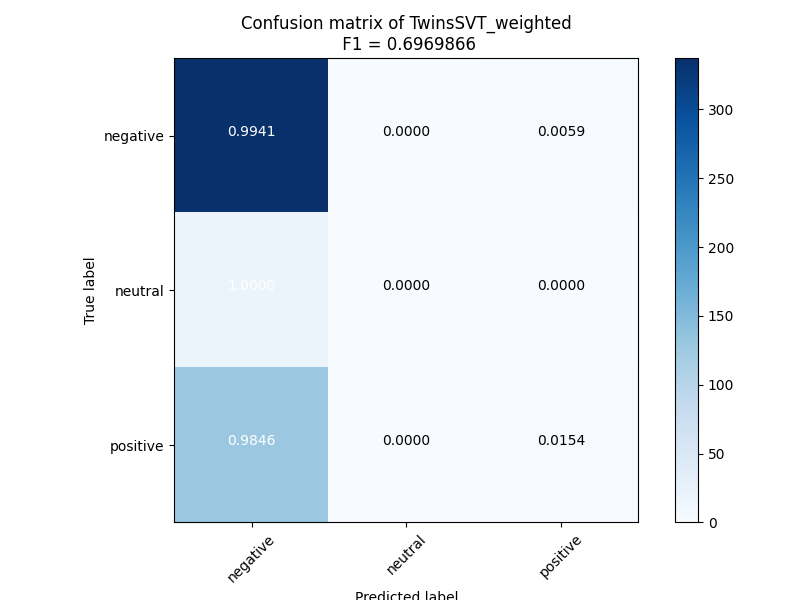 Confusion matrix of TwinsSVT_weighted
F1 = 0.6969866
negative
0.9941
0.0000
0.0059
neutral
1.0000
0.0000
0.0000
positive
0.9846
0.0000
0.0154
True label
negative
neutral
positive
Predicted label
300
250
200
150
100
50
0